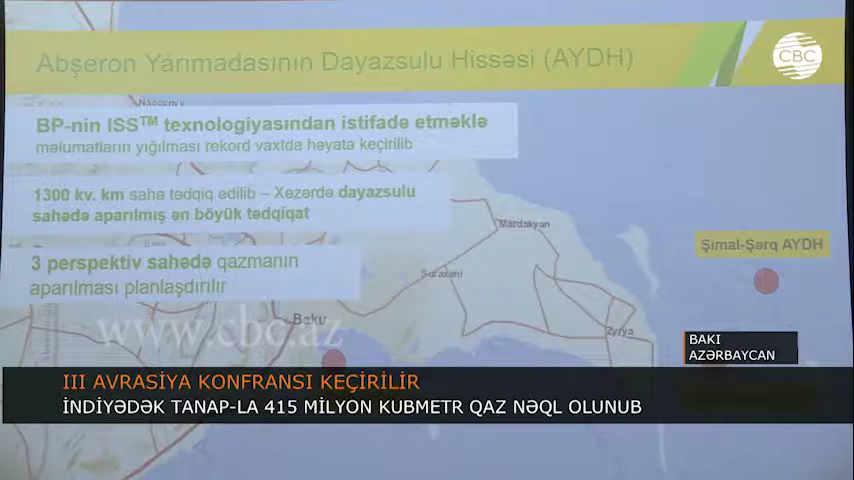 Abşeron Yarımadasının Dayazsulu Hissəsi (AYDH)
CBC
BP-nin ISS™ texnologiyasından istifadə etməklə
məlumatların yığılması rekord vaxtda həyata keçirilib
1300 kv. km sahə tədqiq edilib – Xəzərdə dayazsulu
sahədə aparılmış ən böyük tədqiqat
Mardakyan
Şimal-Şərq AYDH
3 perspektiv sahədə qazmanın
aparılması planlaşdırılır
Suraxani
Baku
www.cbc.az
Zyrya
BAKI
AZƏRBAYCAN
III AVRASİYA KONFRANSI KEÇİRİLİR
İNDİYƏDƏK TANAP-LA 415 MİLYON KUBMETR QAZ NƏQL OLUNUB